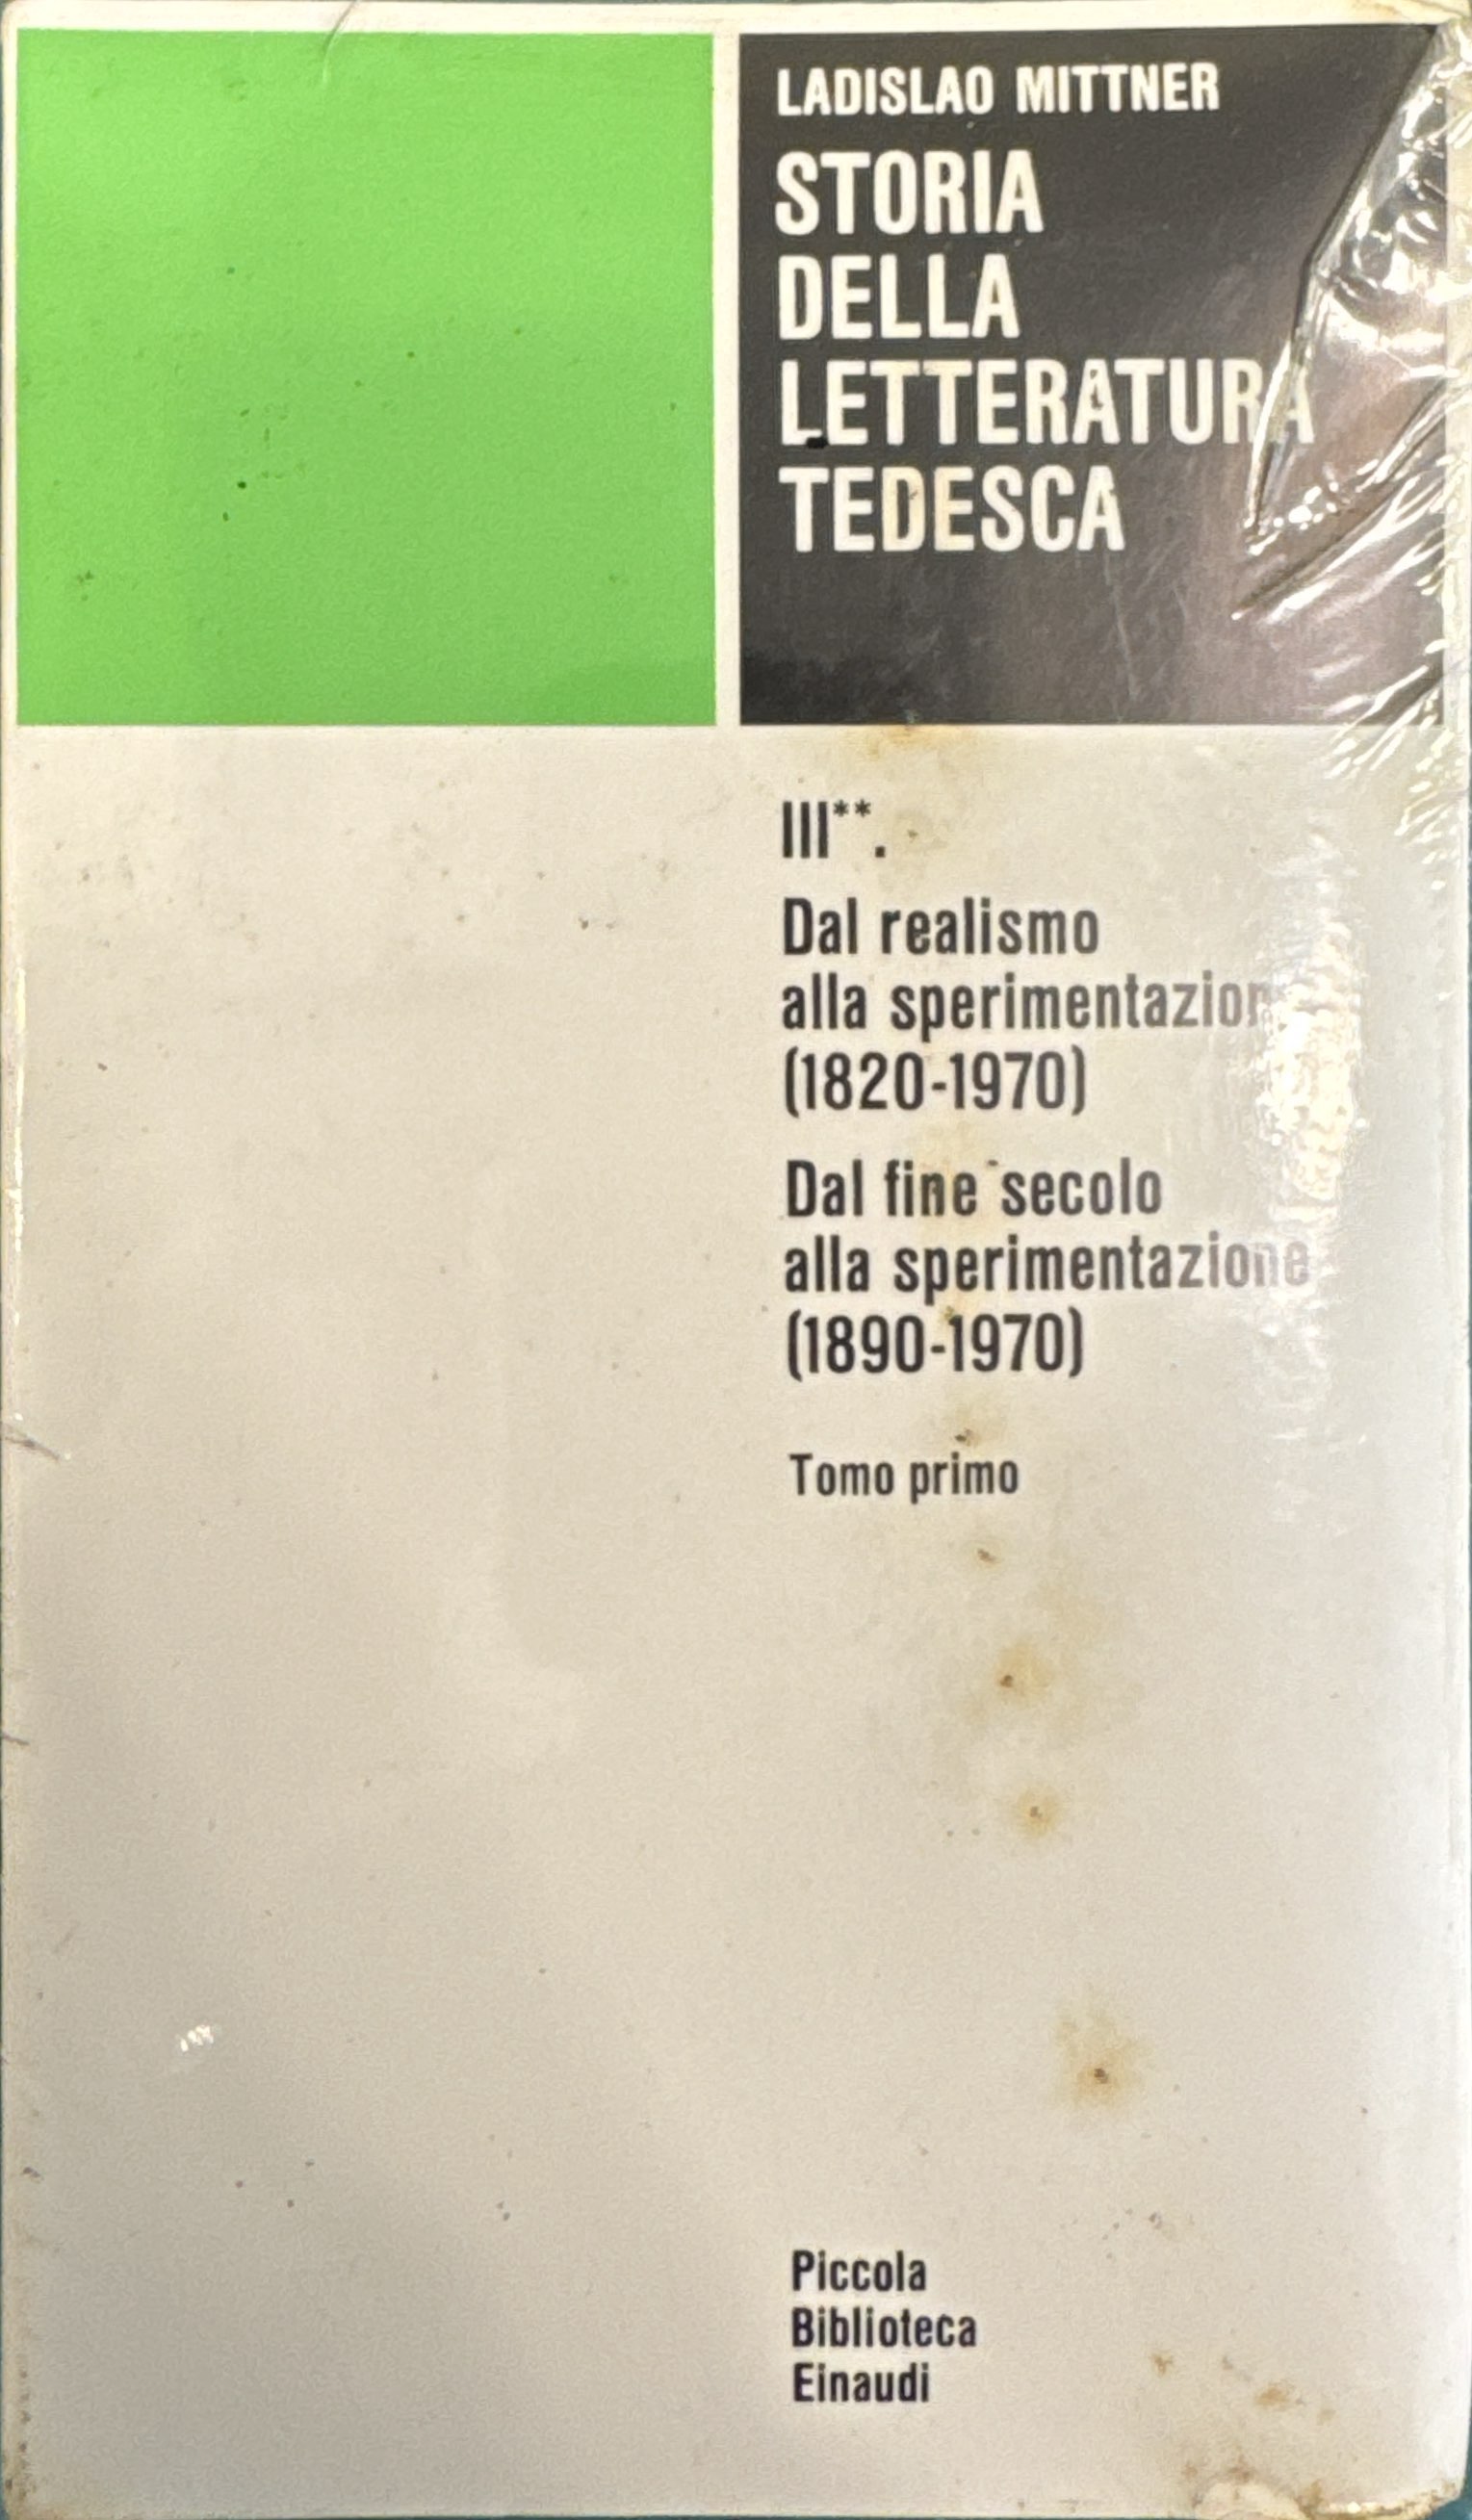 LADISLAO MITTNER
STORIA
DELLA
LETTERATURA
TEDESCA
III**.
Dal realismo
alla sperimentazione
(1820-1970)
Dal fine secolo
alla sperimentazione
(1890-1970)
Tomo primo
Piccola
Biblioteca
Einaudi